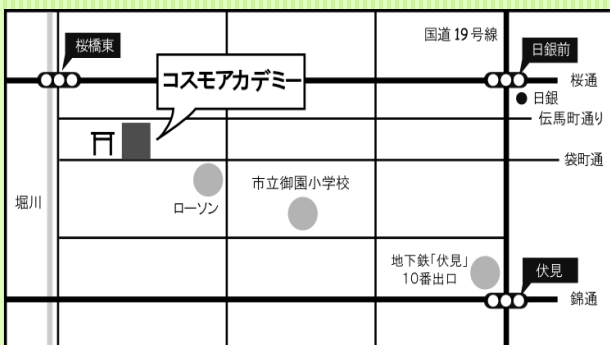 国道19号線
桜橋東
日銀前
コスモアカデミー
桜通
日銀
伝馬町通り
袋町通
市立御園小学校
堀川
ローソン
地下鉄「伏見」
10番出口
伏見
錦通